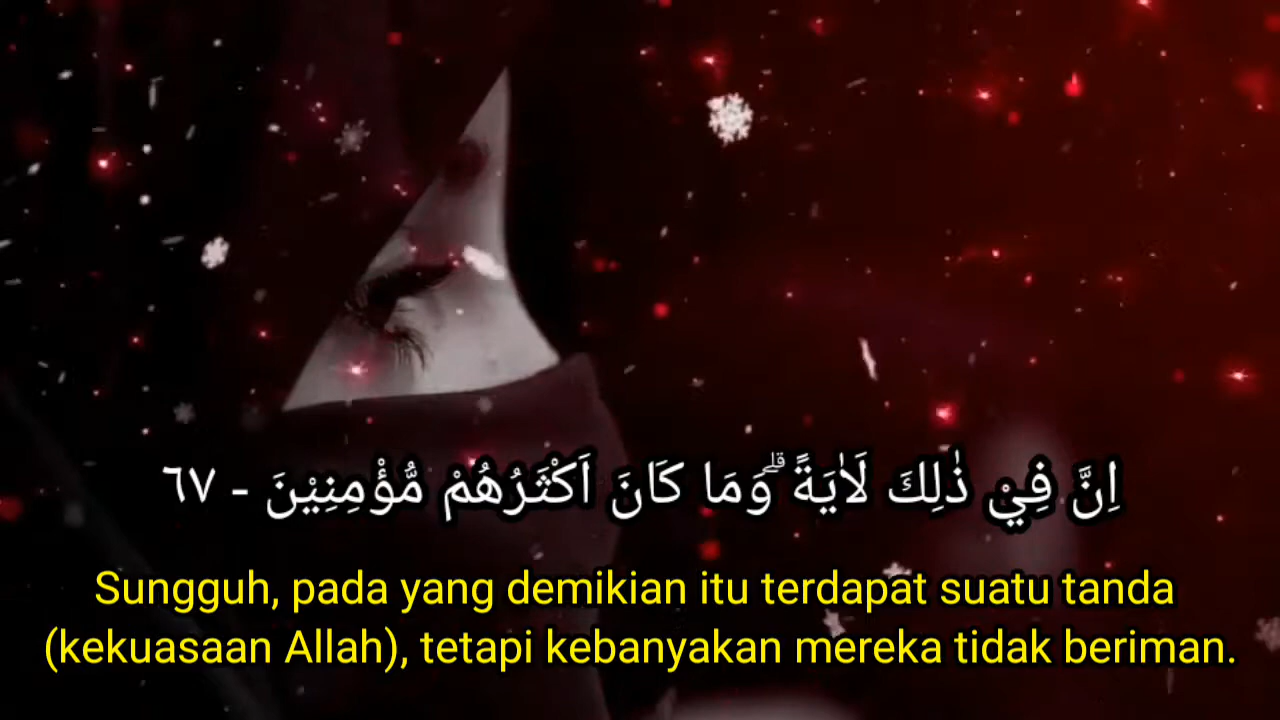 اِنَّ فِيْ ذٰلِكَ لَاٰيَةً ۗوَمَا كَانَ اَكْثَرُهُمْ مُّؤْمِنِيْنَ - ٦٧
Sungguh, pada yang demikian itu terdapat suatu tanda
(kekuasaan Allah), tetapi kebanyakan mereka tidak beriman.